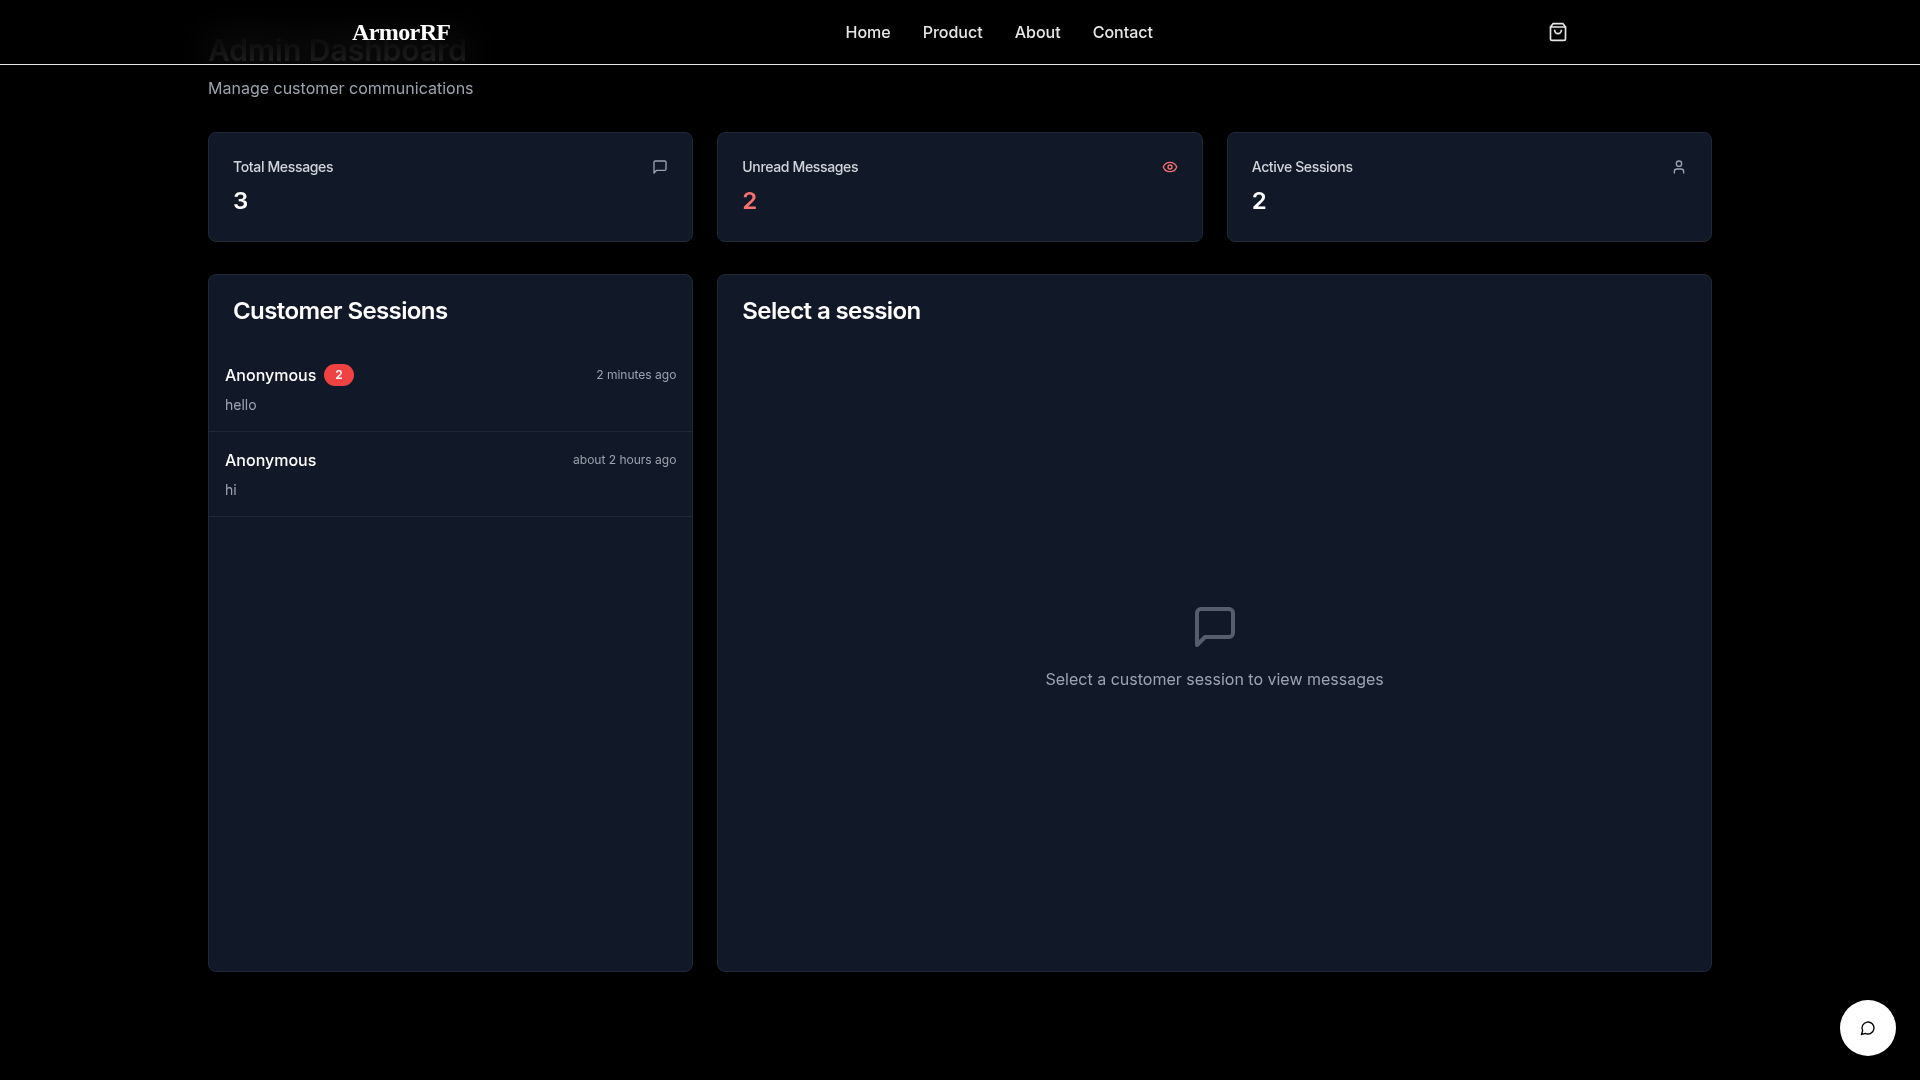 ArmorRF
Home
Product
About
Contact
Admin Dashboard
Manage customer communications
Total Messages
3
Unread Messages
2
Active Sessions
2
Customer Sessions
Anonymous 2 2 minutes ago
hello
Anonymous about 2 hours ago
hi
Select a session
Select a customer session to view messages